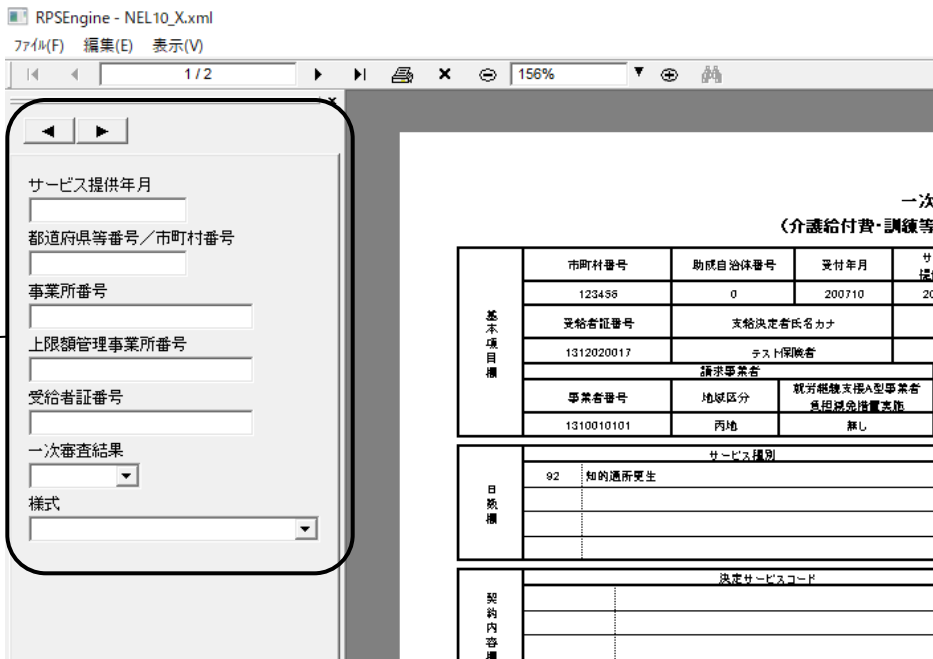 RPSEngine - NEL10_X.xml
ﾌｧｲﾙ(F) 編集(E) 表示(V)
1 / 2
156%
サービス提供年月
都道府県等番号／市町村番号
事業所番号
上限額管理事業所番号
受給者証番号
一次審査結果
様式
一次
（介護給付費・訓練等
基本項目欄
市町村番号 助成自治体番号 受付年月 サ
提
123456 0 200710 20
受給者証番号 支給決定者氏名カナ
1312020017 テスト保険者
請求事業者
事業者番号 地域区分 就労継続支援A型事業者
負担減免措置実施
1310010101 丙地 無し
日数欄
サービス種別
92 知的通所更生
契約内容欄
決定サービスコード